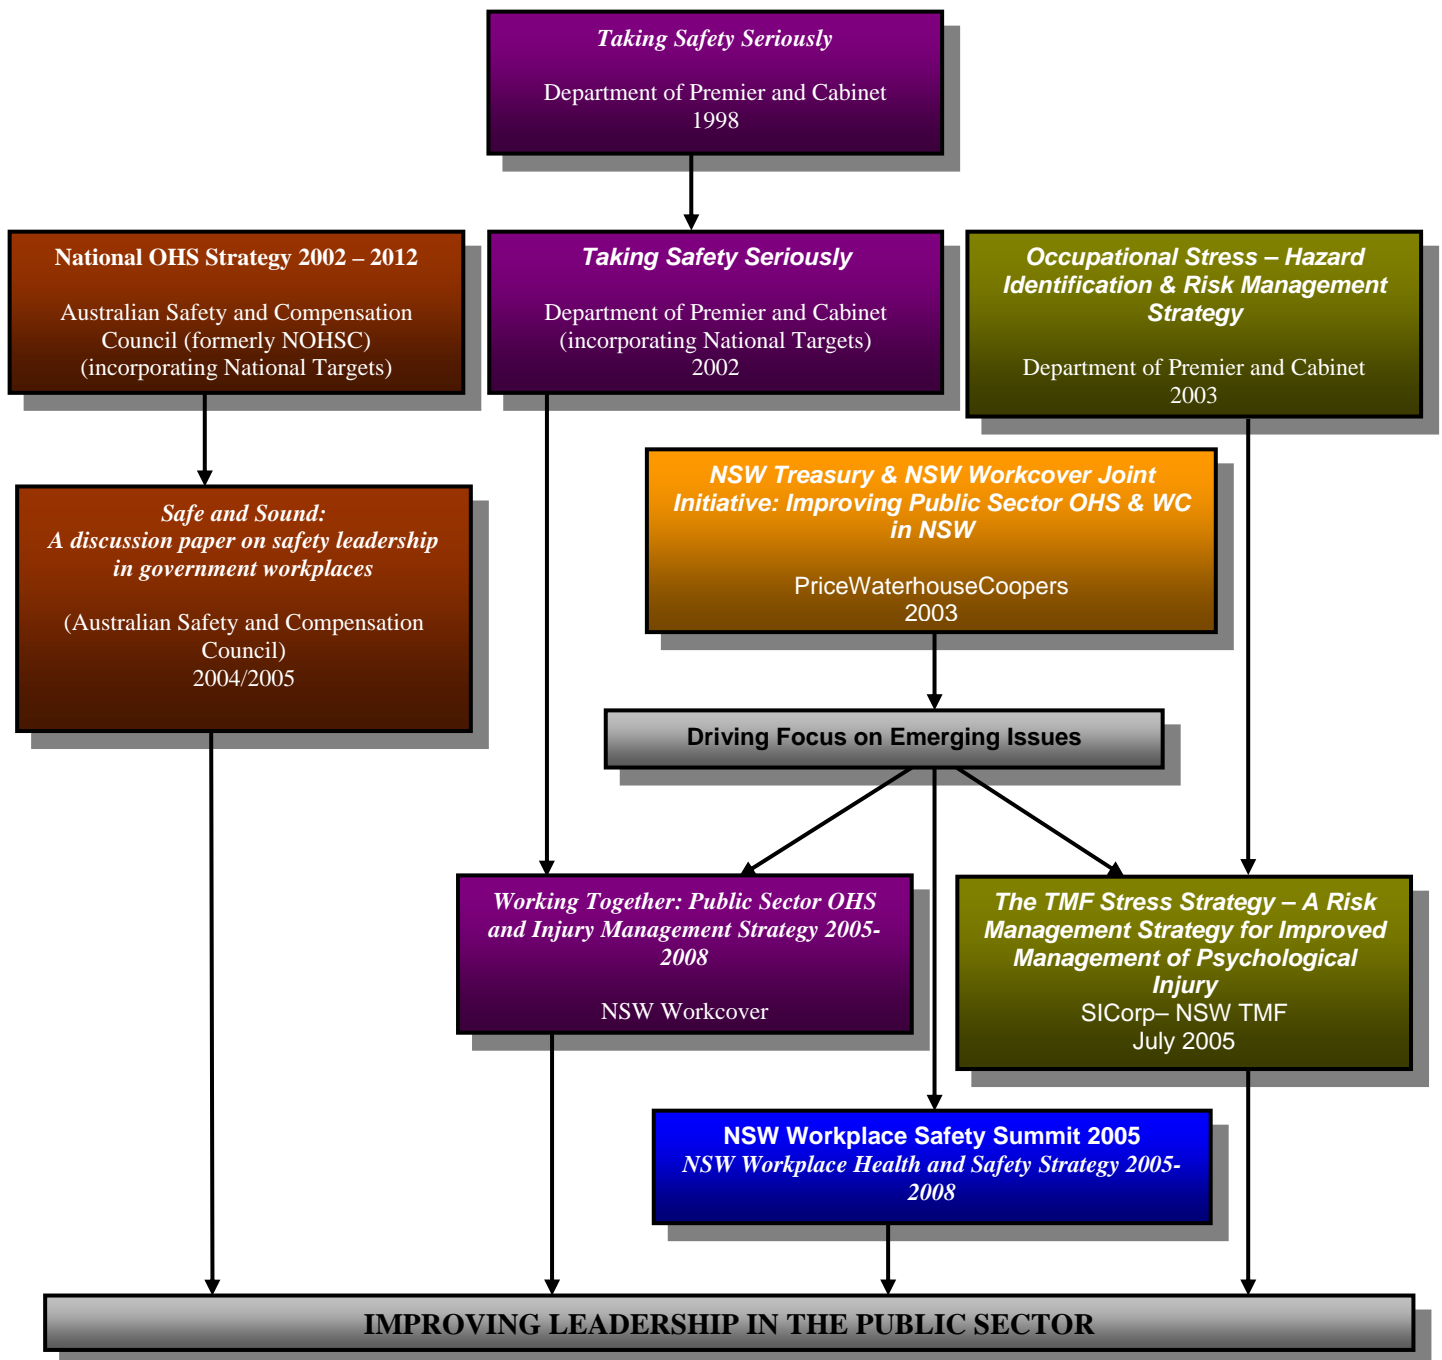 Taking Safety Seriously
Department of Premier and Cabinet
1998
National OHS Strategy 2002 – 2012
Australian Safety and Compensation
Council (formerly NOHSC)
(incorporating National Targets)
Taking Safety Seriously
Department of Premier and Cabinet
(incorporating National Targets)
2002
Occupational Stress – Hazard
Identification & Risk Management
Strategy
Department of Premier and Cabinet
2003
Safe and Sound:
A discussion paper on safety leadership
in government workplaces
(Australian Safety and Compensation
Council)
2004/2005
NSW Treasury & NSW Workcover Joint
Initiative: Improving Public Sector OHS & WC
in NSW
PriceWaterhouseCoopers
2003
Driving Focus on Emerging Issues
Working Together: Public Sector OHS
and Injury Management Strategy 2005-
2008
NSW Workcover
The TMF Stress Strategy – A Risk
Management Strategy for Improved
Management of Psychological
Injury
SICorp– NSW TMF
July 2005
NSW Workplace Safety Summit 2005
NSW Workplace Health and Safety Strategy 2005-
2008
IMPROVING LEADERSHIP IN THE PUBLIC SECTOR